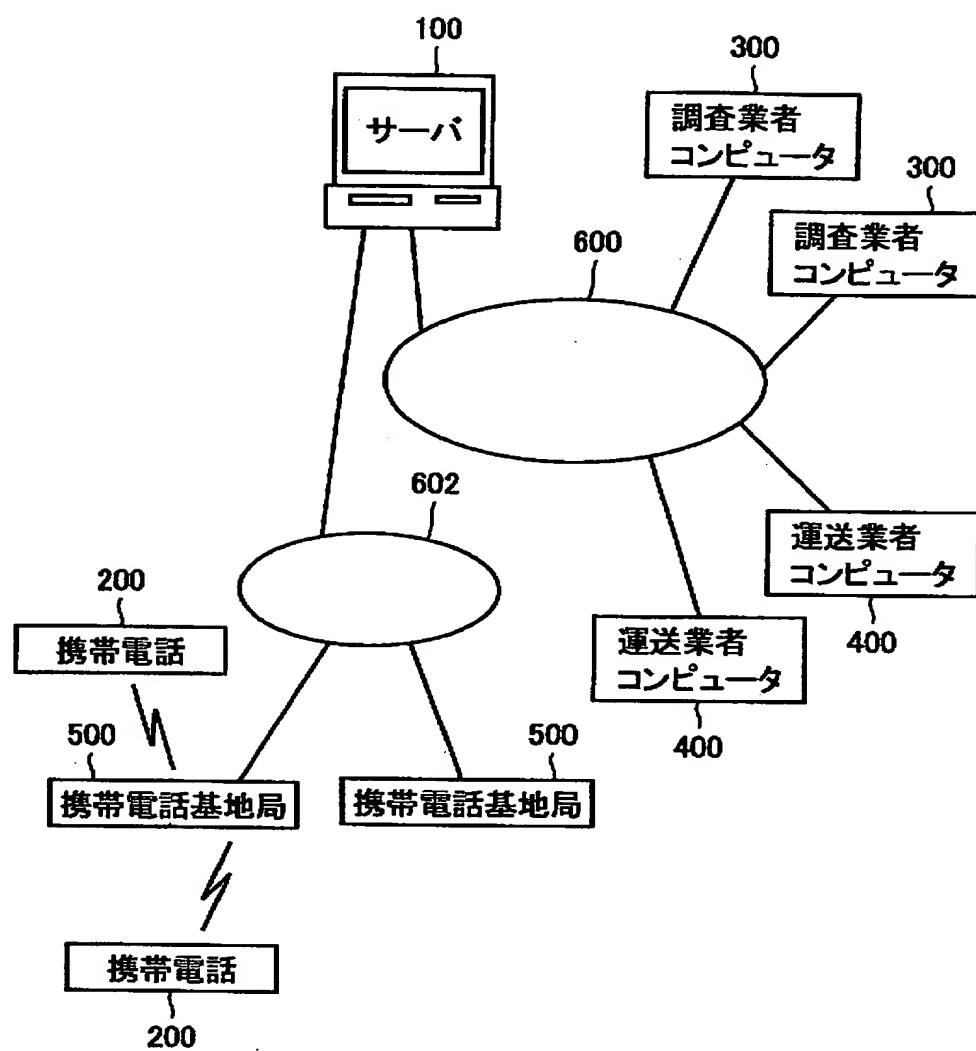 100
サーバ
300
調査業者
コンピュータ
300
調査業者
コンピュータ
600
602
運送業者
コンピュータ
400
運送業者
コンピュータ
400
200
携帯電話
500
携帯電話基地局
500
携帯電話基地局
携帯電話
200